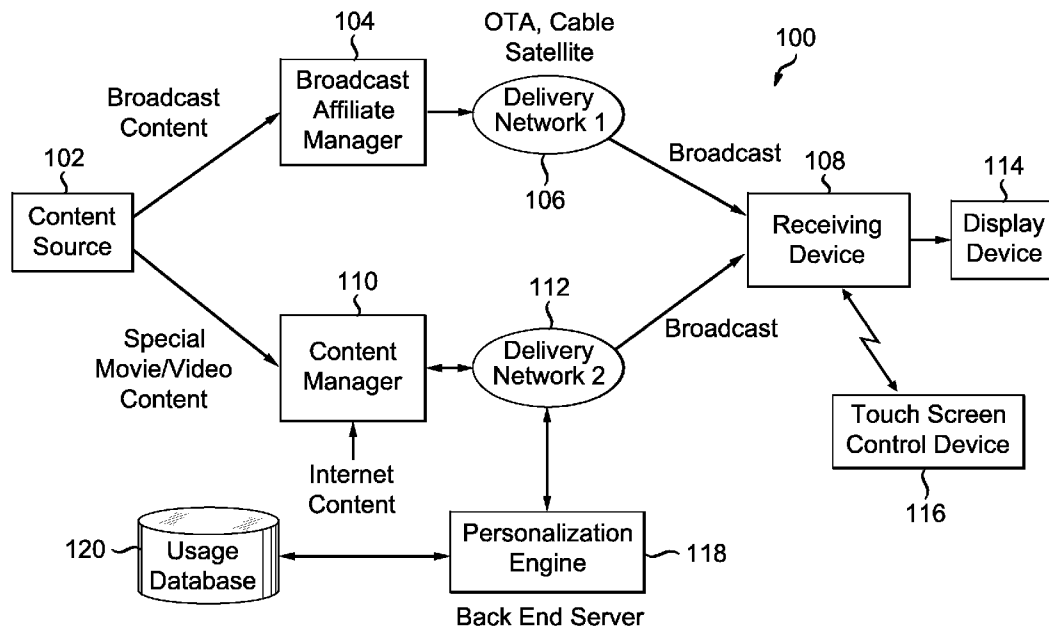 104
OTA, Cable
Satellite
100
Broadcast
Content
Broadcast
Affiliate
Manager
Delivery
Network 1
106
Broadcast
102
Content
Source
108
Receiving
Device
114
Display
Device
Special
Movie/Video
Content
110
Content
Manager
112
Delivery
Network 2
Broadcast
Internet
Content
Touch Screen
Control Device
116
120
Usage
Database
Personalization
Engine
118
Back End Server